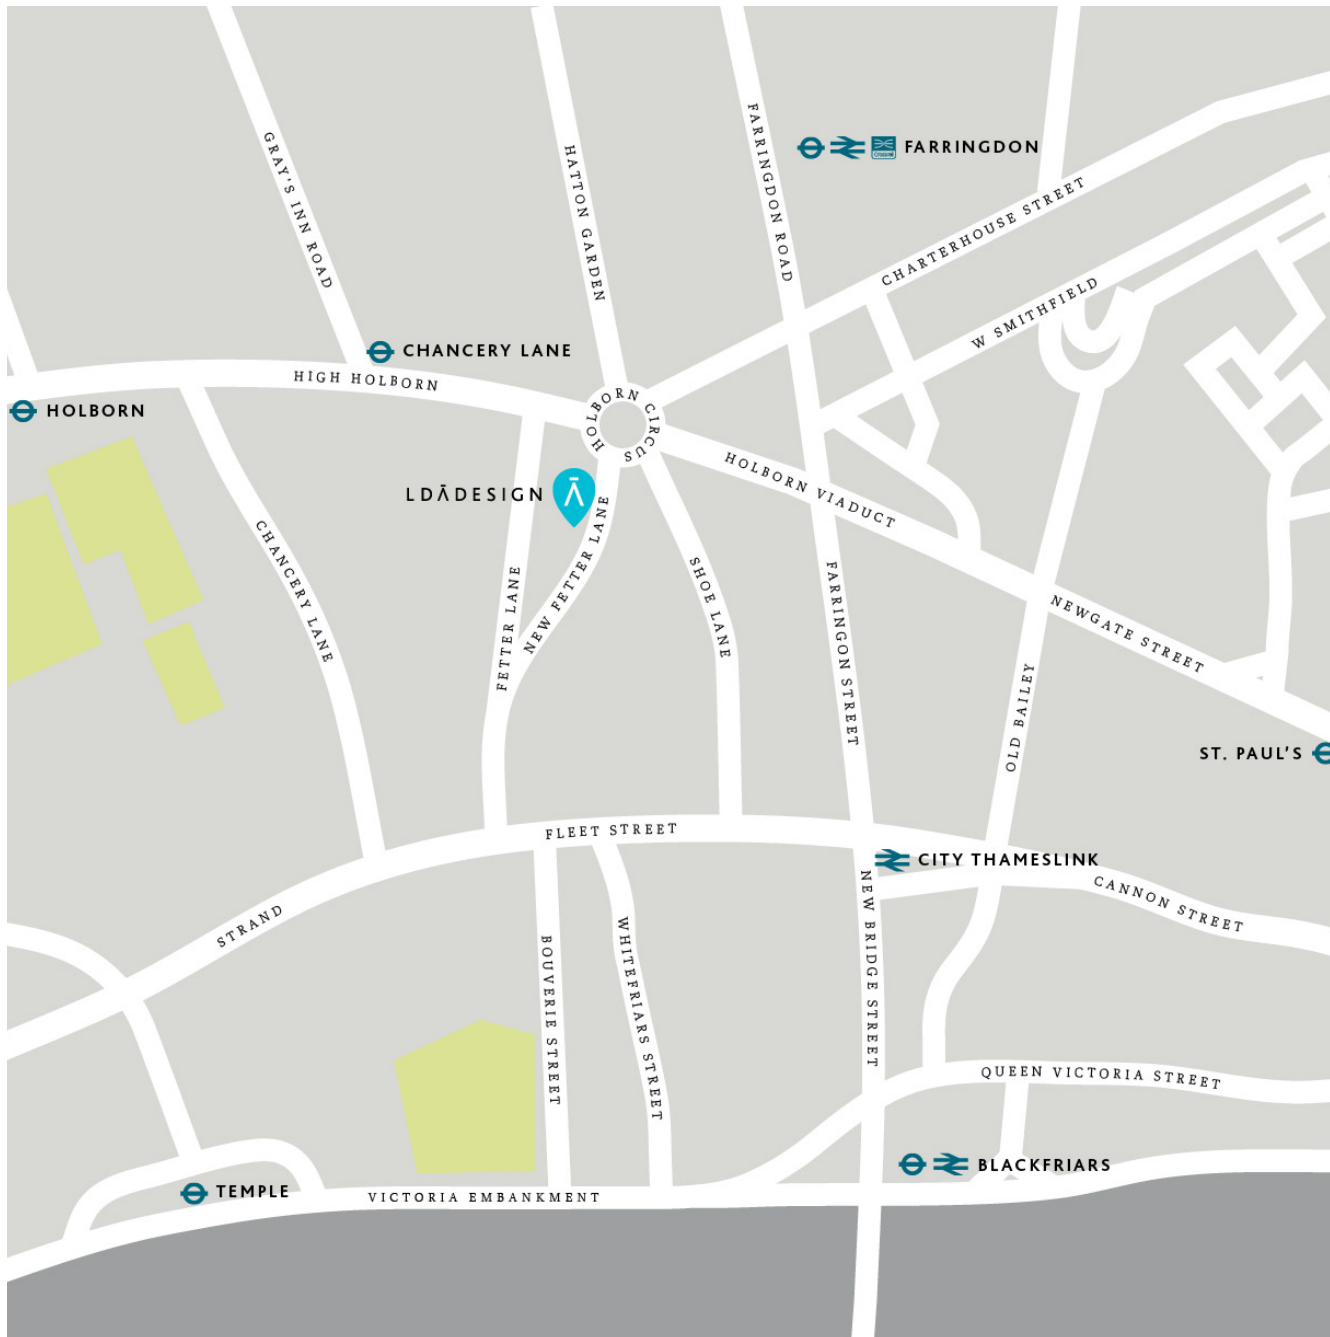 GRAY'S INN ROAD
HATTON GARDEN
FARRINGDON ROAD
FARRINGDON
Crossrail
CHARTERHOUSE STREET
W SMITHFIELD
CHANCERY LANE
HIGH HOLBORN
HOLBORN
HOLBORN CIRCUS
HOLBORN VIADUCT
LDĀDESIGN
Ā
CHANCERY LANE
FETTER LANE
NEW FETTER LANE
SHOE LANE
FARRINGON STREET
NEWGATE STREET
OLD BAILEY
ST. PAUL'S
FLEET STREET
CITY THAMESLINK
CANNON STREET
STRAND
BOUVERIE STREET
WHITEFRIARS STREET
NEW BRIDGE STREET
QUEEN VICTORIA STREET
BLACKFRIARS
TEMPLE
VICTORIA EMBANKMENT